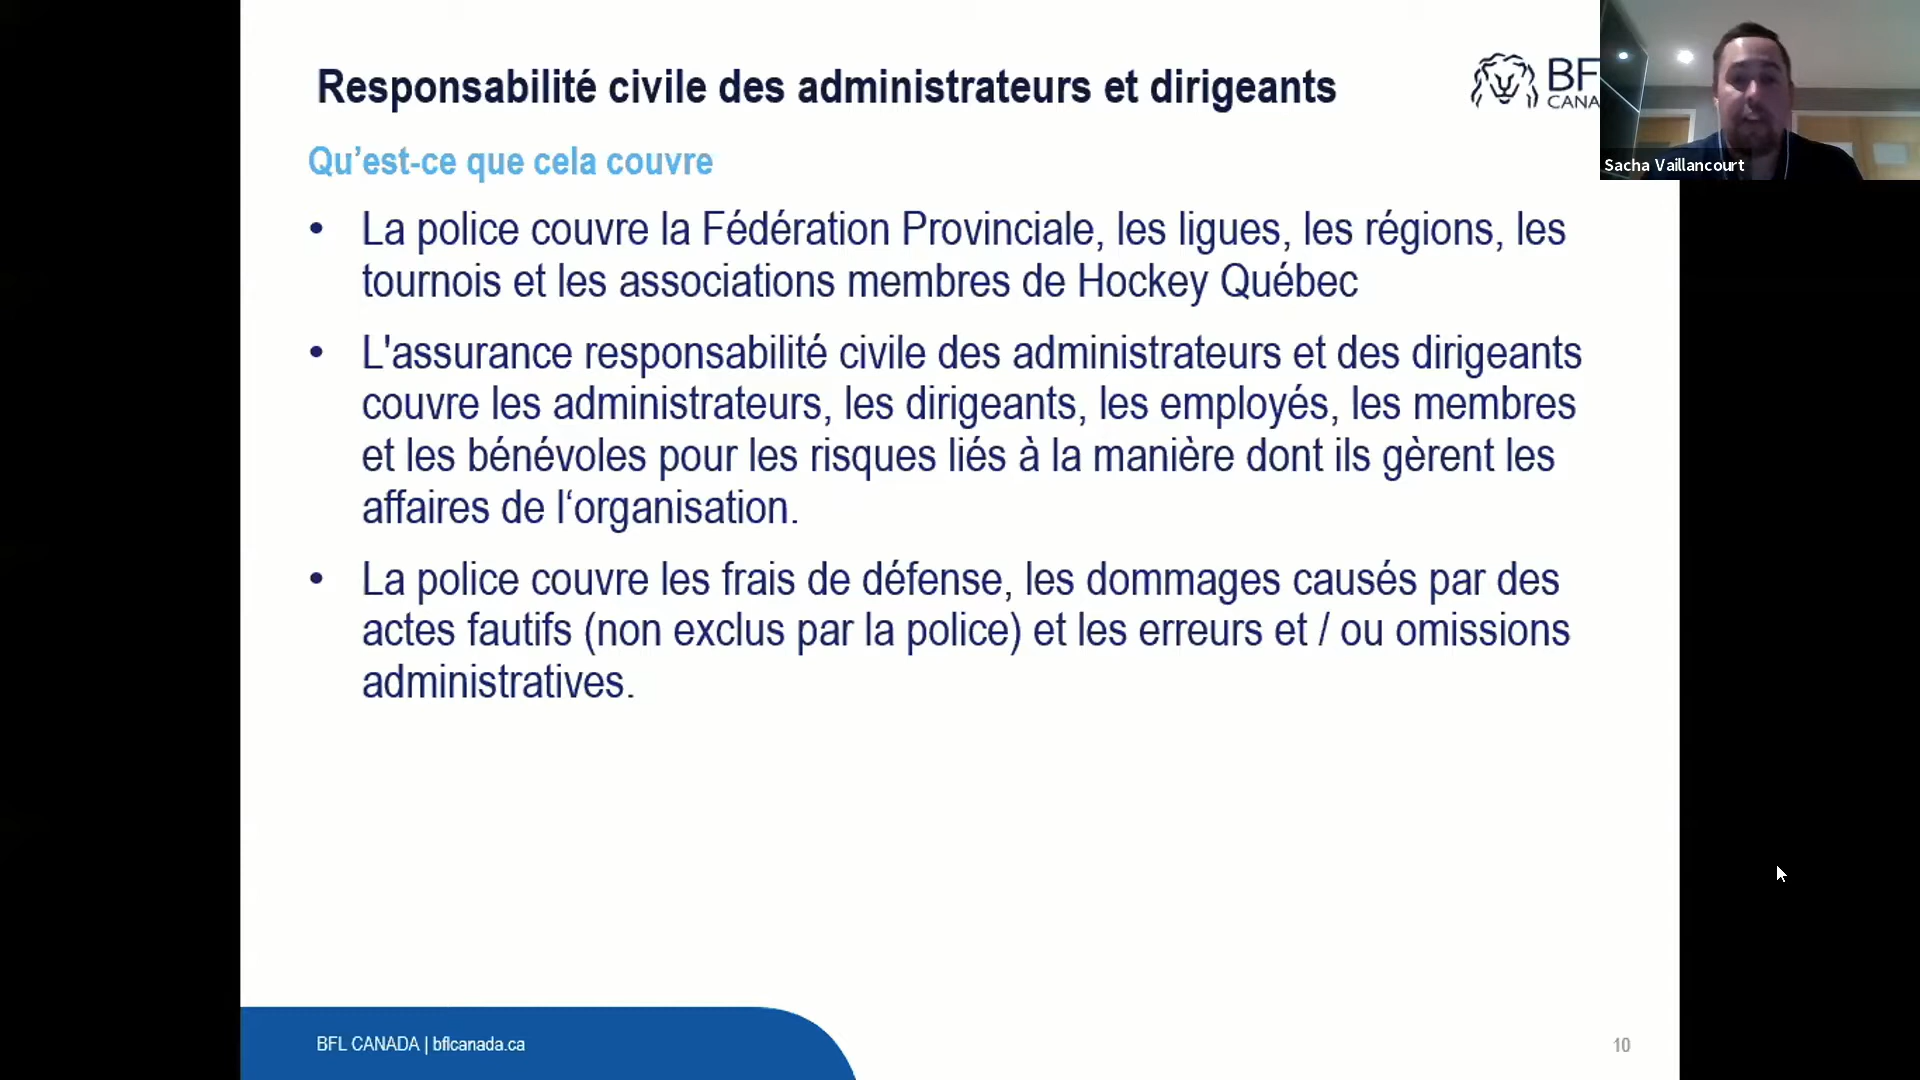 Responsabilité civile des administrateurs et dirigeants
BF
CANA
Sacha Vaillancourt
Qu’est-ce que cela couvre
• La police couvre la Fédération Provinciale, les ligues, les régions, les
tournois et les associations membres de Hockey Québec
• L'assurance responsabilité civile des administrateurs et des dirigeants
couvre les administrateurs, les dirigeants, les employés, les membres
et les bénévoles pour les risques liés à la manière dont ils gèrent les
affaires de l‘organisation.
• La police couvre les frais de défense, les dommages causés par des
actes fautifs (non exclus par la police) et les erreurs et / ou omissions
administratives.
BFL CANADA | bflcanada.ca
10